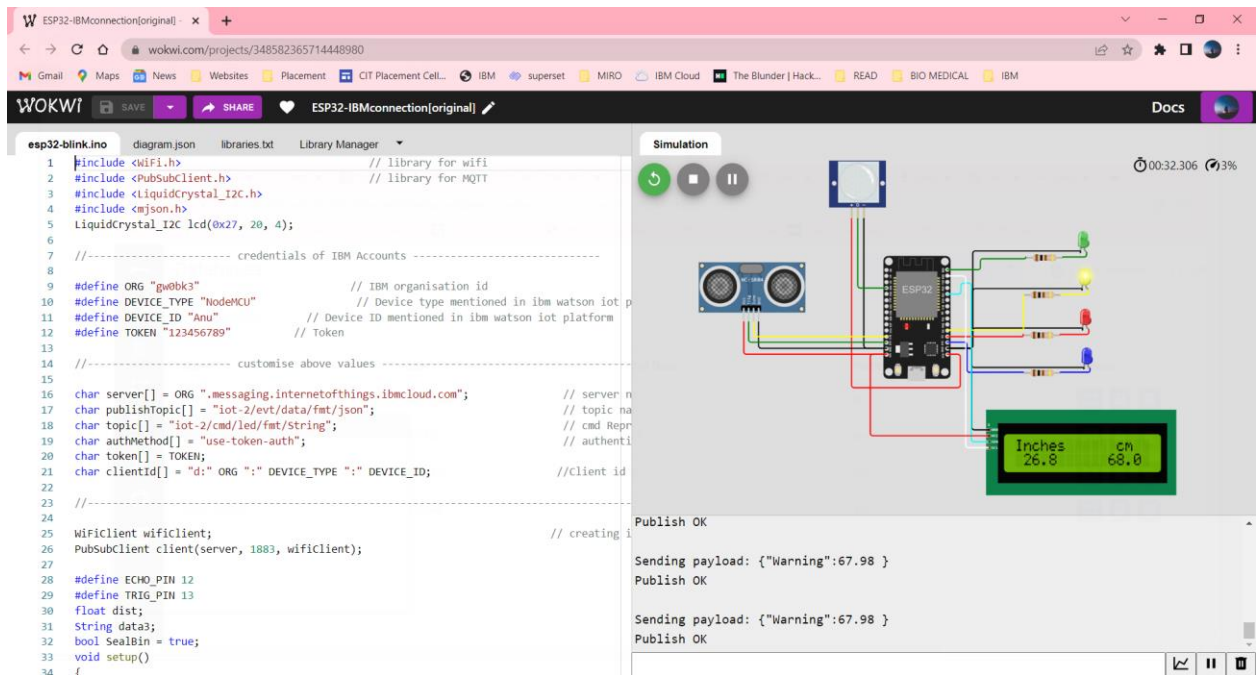 ESP32-IBMconnection[original] -
wokwi.com/projects/348582365714448980
Gmail Maps News Websites Placement CIT Placement Cell... IBM superset MIRO IBM Cloud The Blunder | Hack... READ BIO MEDICAL IBM
WOKWI SAVE SHARE ESP32-IBMconnection[original] Docs
esp32-blink.ino diagram.json libraries.txt Library Manager
1 #include <WiFi.h> // library for wifi
2 #include <PubSubClient.h> // library for MQTT
3 #include <LiquidCrystal_I2C.h>
4 #include <mjson.h>
5 LiquidCrystal_I2C lcd(0x27, 20, 4);
6
7 //----------------------- credentials of IBM Accounts ------------------------------
8
9 #define ORG "gw0bk3" // IBM organisation id
10 #define DEVICE_TYPE "NodeMCU" // Device type mentioned in ibm watson iot p
11 #define DEVICE_ID "Anu" // Device ID mentioned in ibm watson iot platform
12 #define TOKEN "123456789" // Token
13
14 //----------------------- customise above values ----------------------------------------
15
16 char server[] = ORG ".messaging.internetofthings.ibmcloud.com"; // server n
17 char publishTopic[] = "iot-2/evt/data/fmt/json"; // topic na
18 char topic[] = "iot-2/cmd/led/fmt/String"; // cmd Repr
19 char authMethod[] = "use-token-auth"; // authenti
20 char token[] = TOKEN;
21 char clientId[] = "d:" ORG ":" DEVICE_TYPE ":" DEVICE_ID; //Client id
22
23 //----------------------------------------------------------------------------------------
24
25 WiFiClient wifiClient; // creating i
26 PubSubClient client(server, 1883, wifiClient);
27
28 #define ECHO_PIN 12
29 #define TRIG_PIN 13
30 float dist;
31 String data3;
32 bool SealBin = true;
33 void setup()
34 {
Simulation
00:32.306 3%
ESP32
Inches cm
26.8 68.0
Publish OK
Sending payload: {"Warning":67.98 }
Publish OK
Sending payload: {"Warning":67.98 }
Publish OK